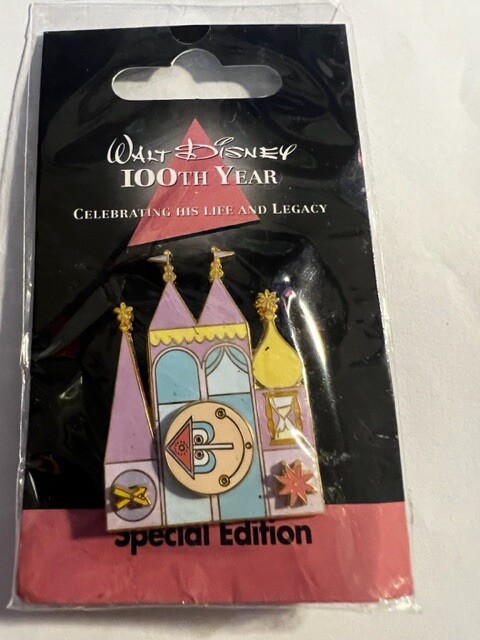 WALT DISNEY
100TH YEAR
CELEBRATING HIS LIFE AND LEGACY
Special Edition